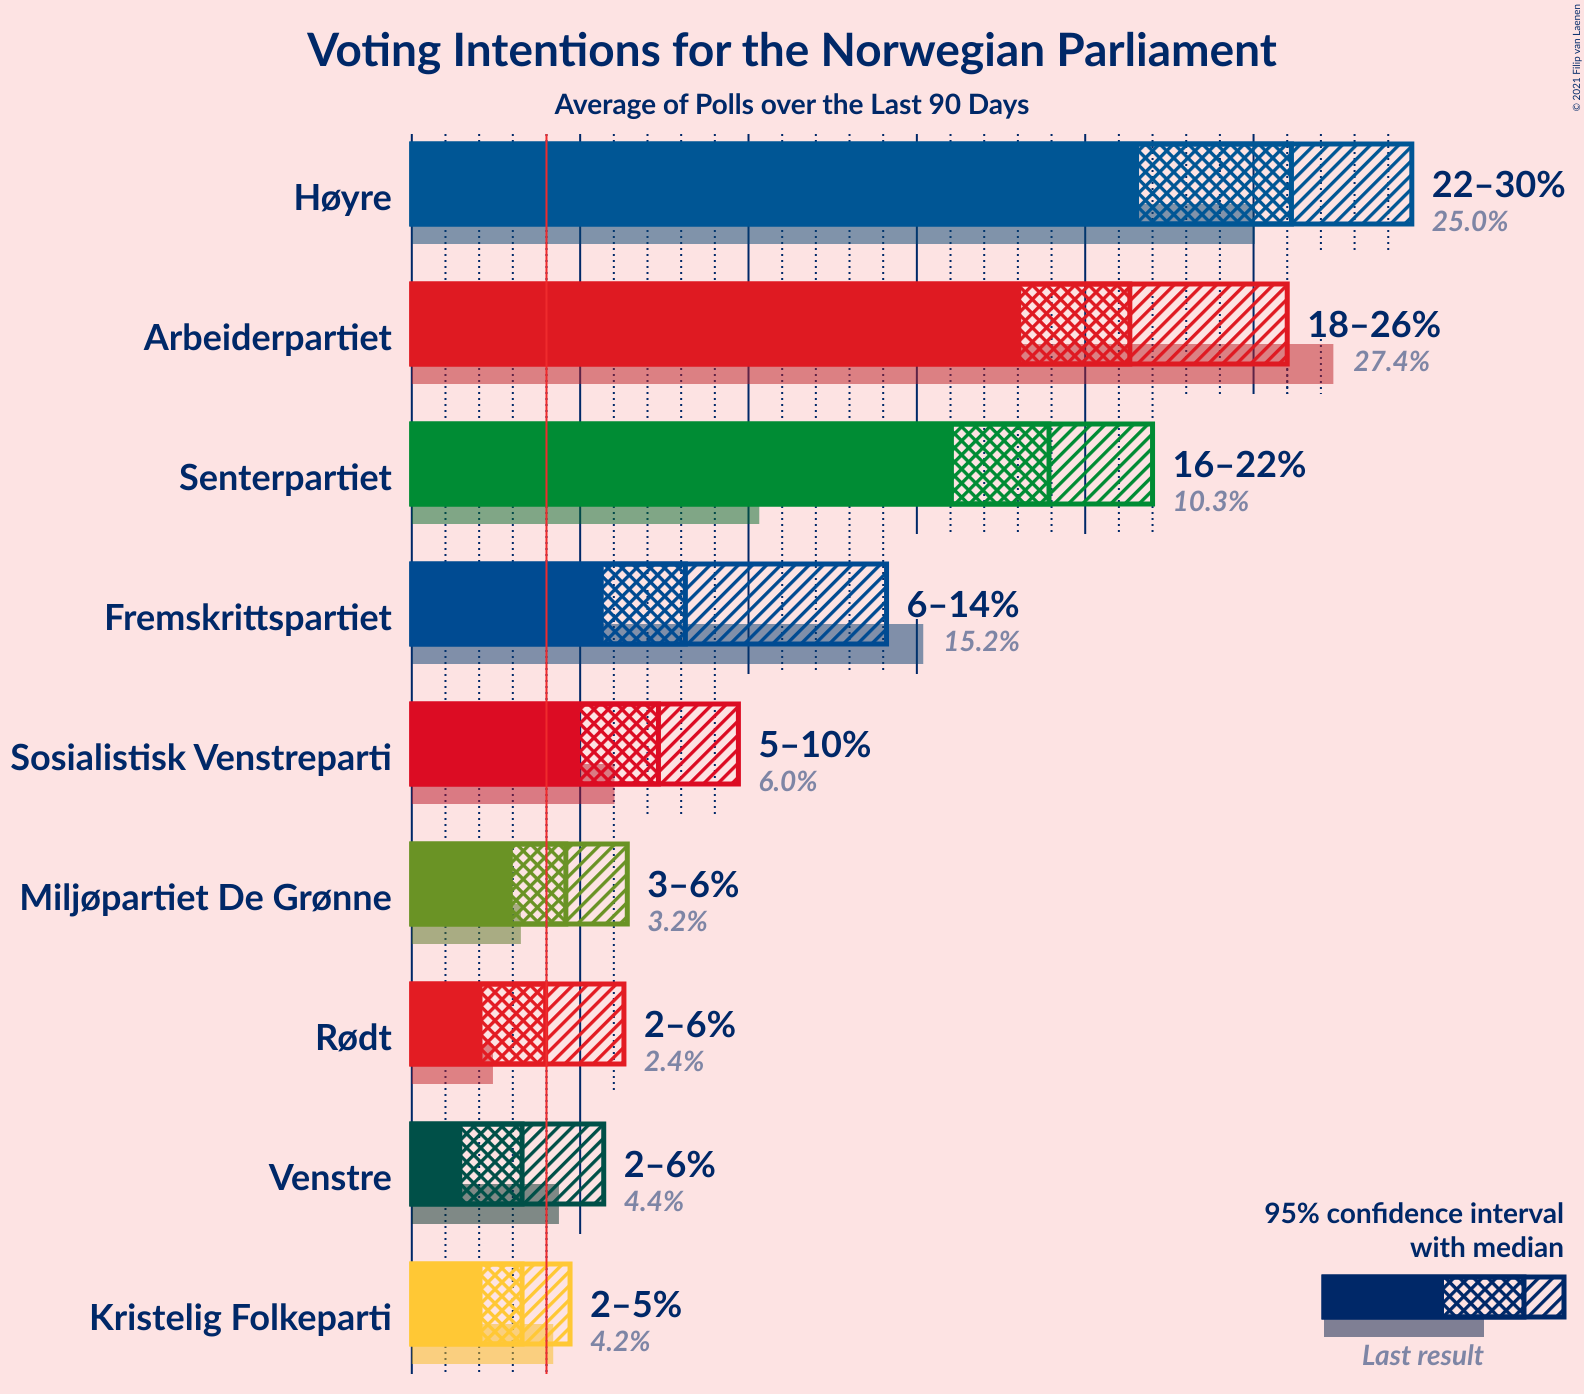 Voting Intentions for the Norwegian Parliament
Average of Polls over the Last 90 Days
© 2021 Filip van Laenen
Høyre
22–30%
25.0%
Arbeiderpartiet
18–26%
27.4%
Senterpartiet
16–22%
10.3%
Fremskrittspartiet
6–14%
15.2%
Sosialistisk Venstreparti
5–10%
6.0%
Miljøpartiet De Grønne
3–6%
3.2%
Rødt
2–6%
2.4%
Venstre
2–6%
4.4%
Kristelig Folkeparti
2–5%
4.2%
95% confidence interval
with median
Last result